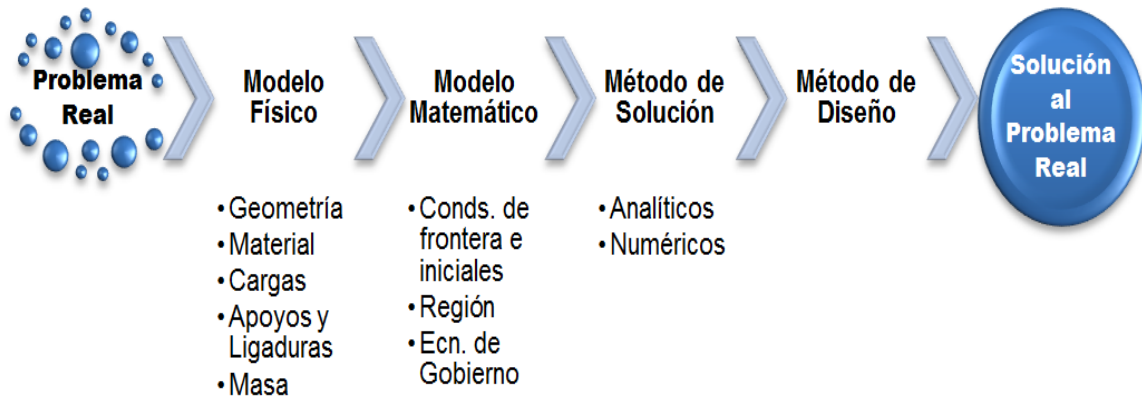 Problema
Real
Modelo
Físico
Modelo
Matemático
Método de
Solución
Método de
Diseño
Solución
al
Problema
Real
• Geometría
• Material
• Cargas
• Apoyos y
Ligaduras
• Masa
• Conds. de
frontera e
iniciales
• Región
• Ecn. de
Gobierno
• Analíticos
• Numéricos